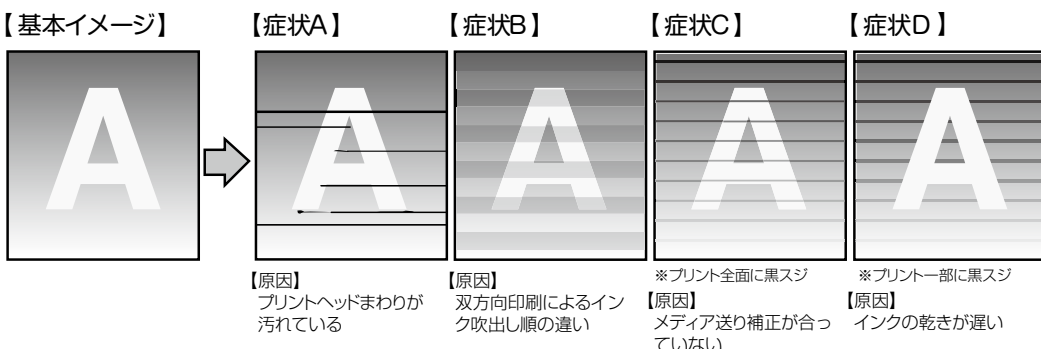 【基本イメージ】
【症状A】
【症状B】
【症状C】
【症状D】
A
A
A
A
A
【原因】
プリントヘッドまわりが
汚れている
【原因】
双方向印刷によるイン
ク吹出し順の違い
※プリント全面に黒スジ
【原因】
メディア送り補正が合っ
ていない
※プリント一部に黒スジ
【原因】
インクの乾きが遅い